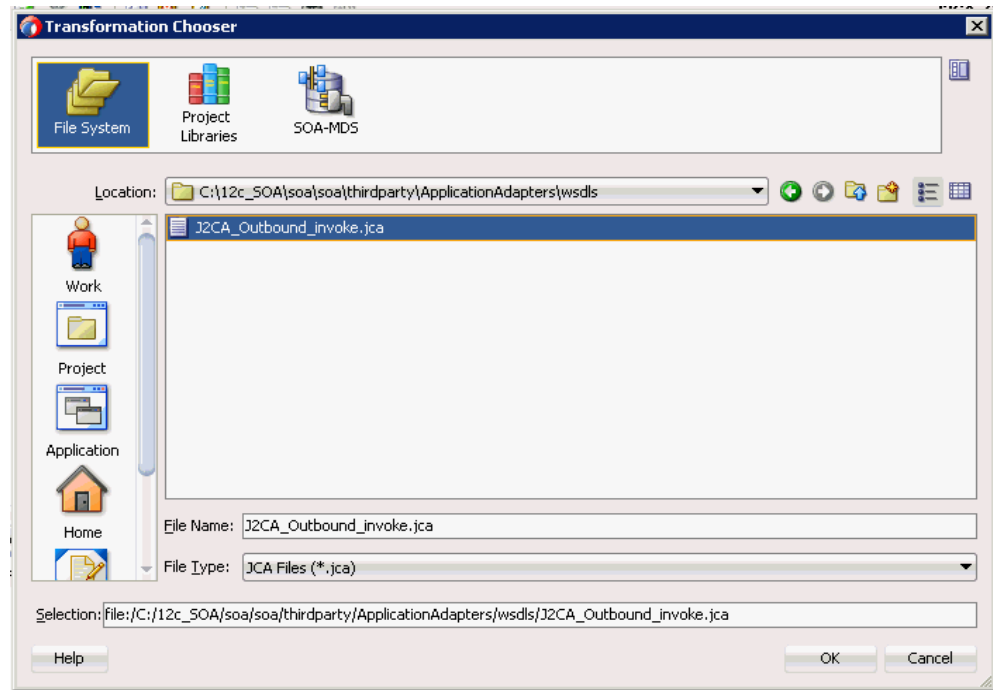 Transformation Chooser
File System
Project
Libraries
SOA-MDS
Location:
C:\12c_SOA\soa\soa\thirdparty\ApplicationAdapters\wsdls
J2CA_Outbound_invoke.jca
Work
Project
Application
Home
File Name:
J2CA_Outbound_invoke.jca
File Type:
JCA Files (*.jca)
Selection:
file:/C:/12c_SOA/soa/soa/thirdparty/ApplicationAdapters/wsdls/J2CA_Outbound_invoke.jca
Help
OK
Cancel